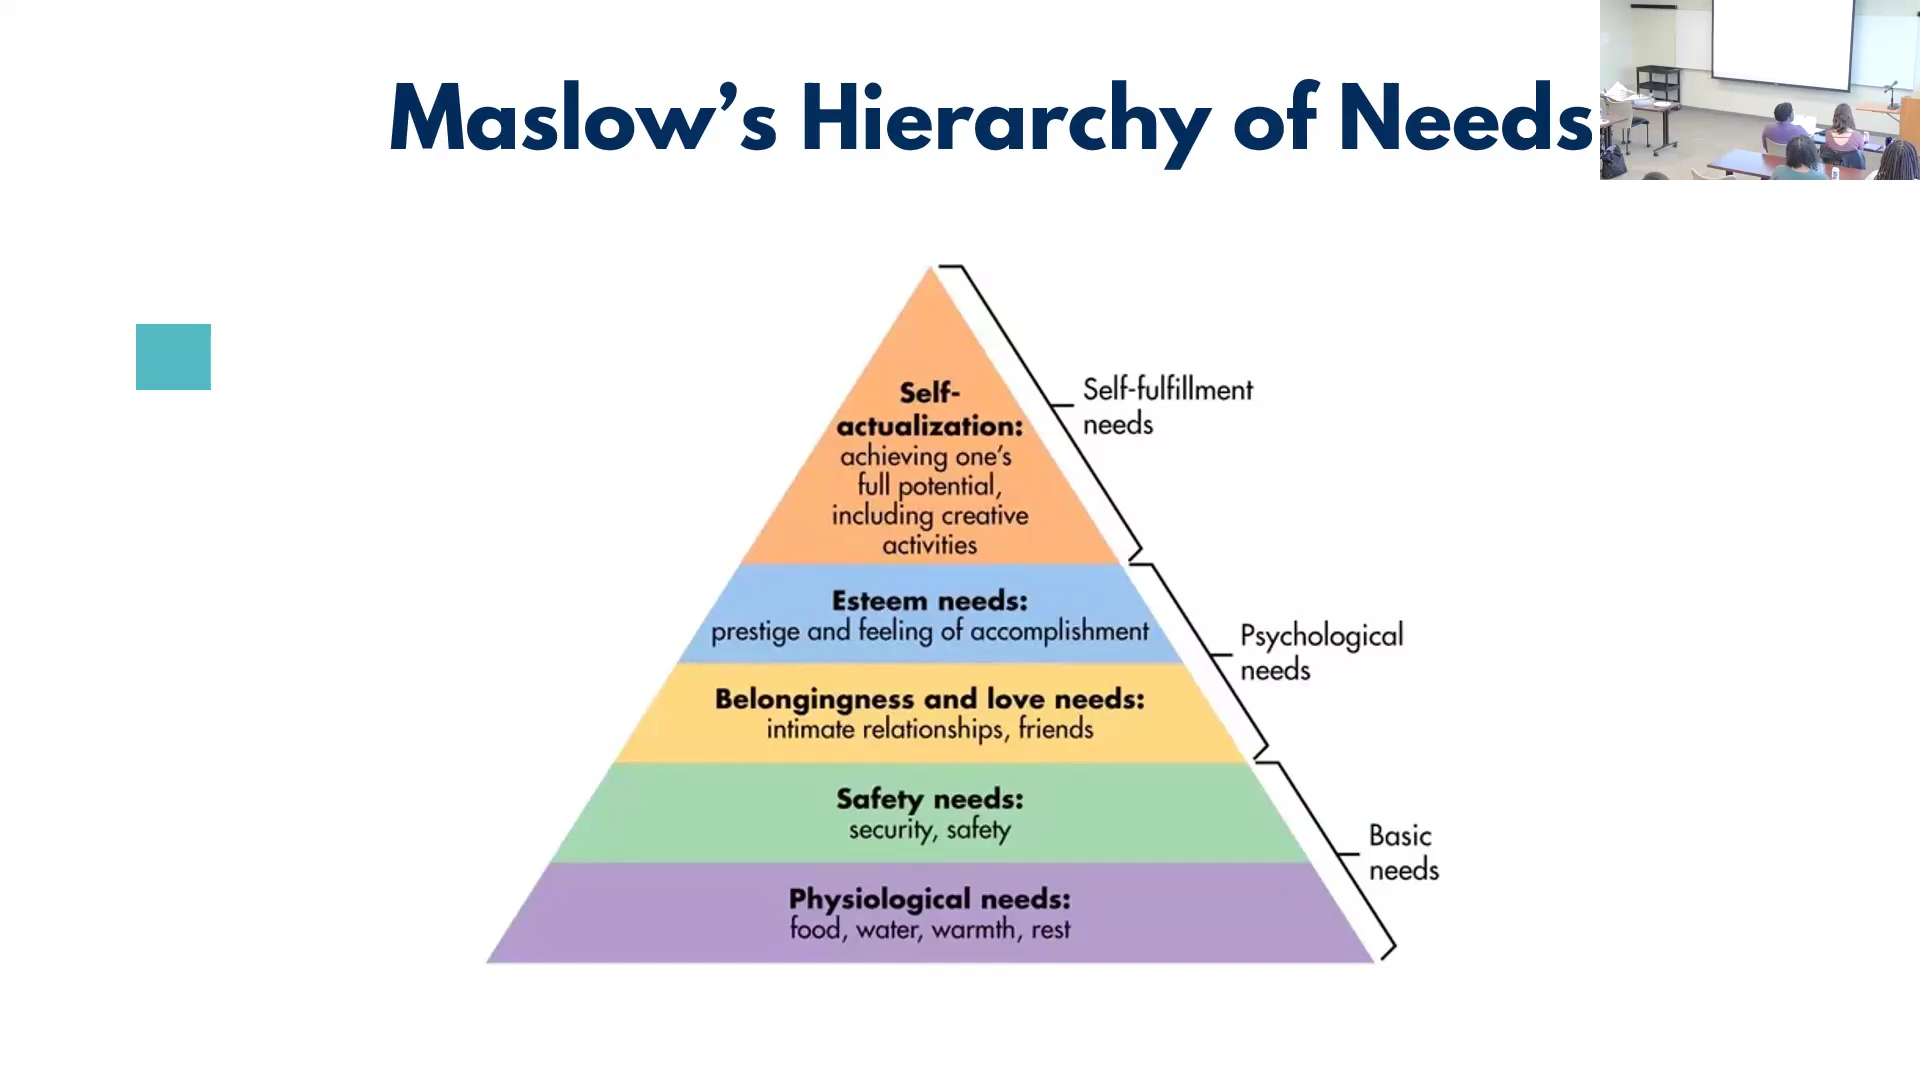 Maslow’s Hierarchy of Needs
Self-
actualization:
achieving one’s
full potential,
including creative
activities
Self-fulfillment
needs
Esteem needs:
prestige and feeling of accomplishment
Psychological
needs
Belongingness and love needs:
intimate relationships, friends
Safety needs:
security, safety
Basic
needs
Physiological needs:
food, water, warmth, rest